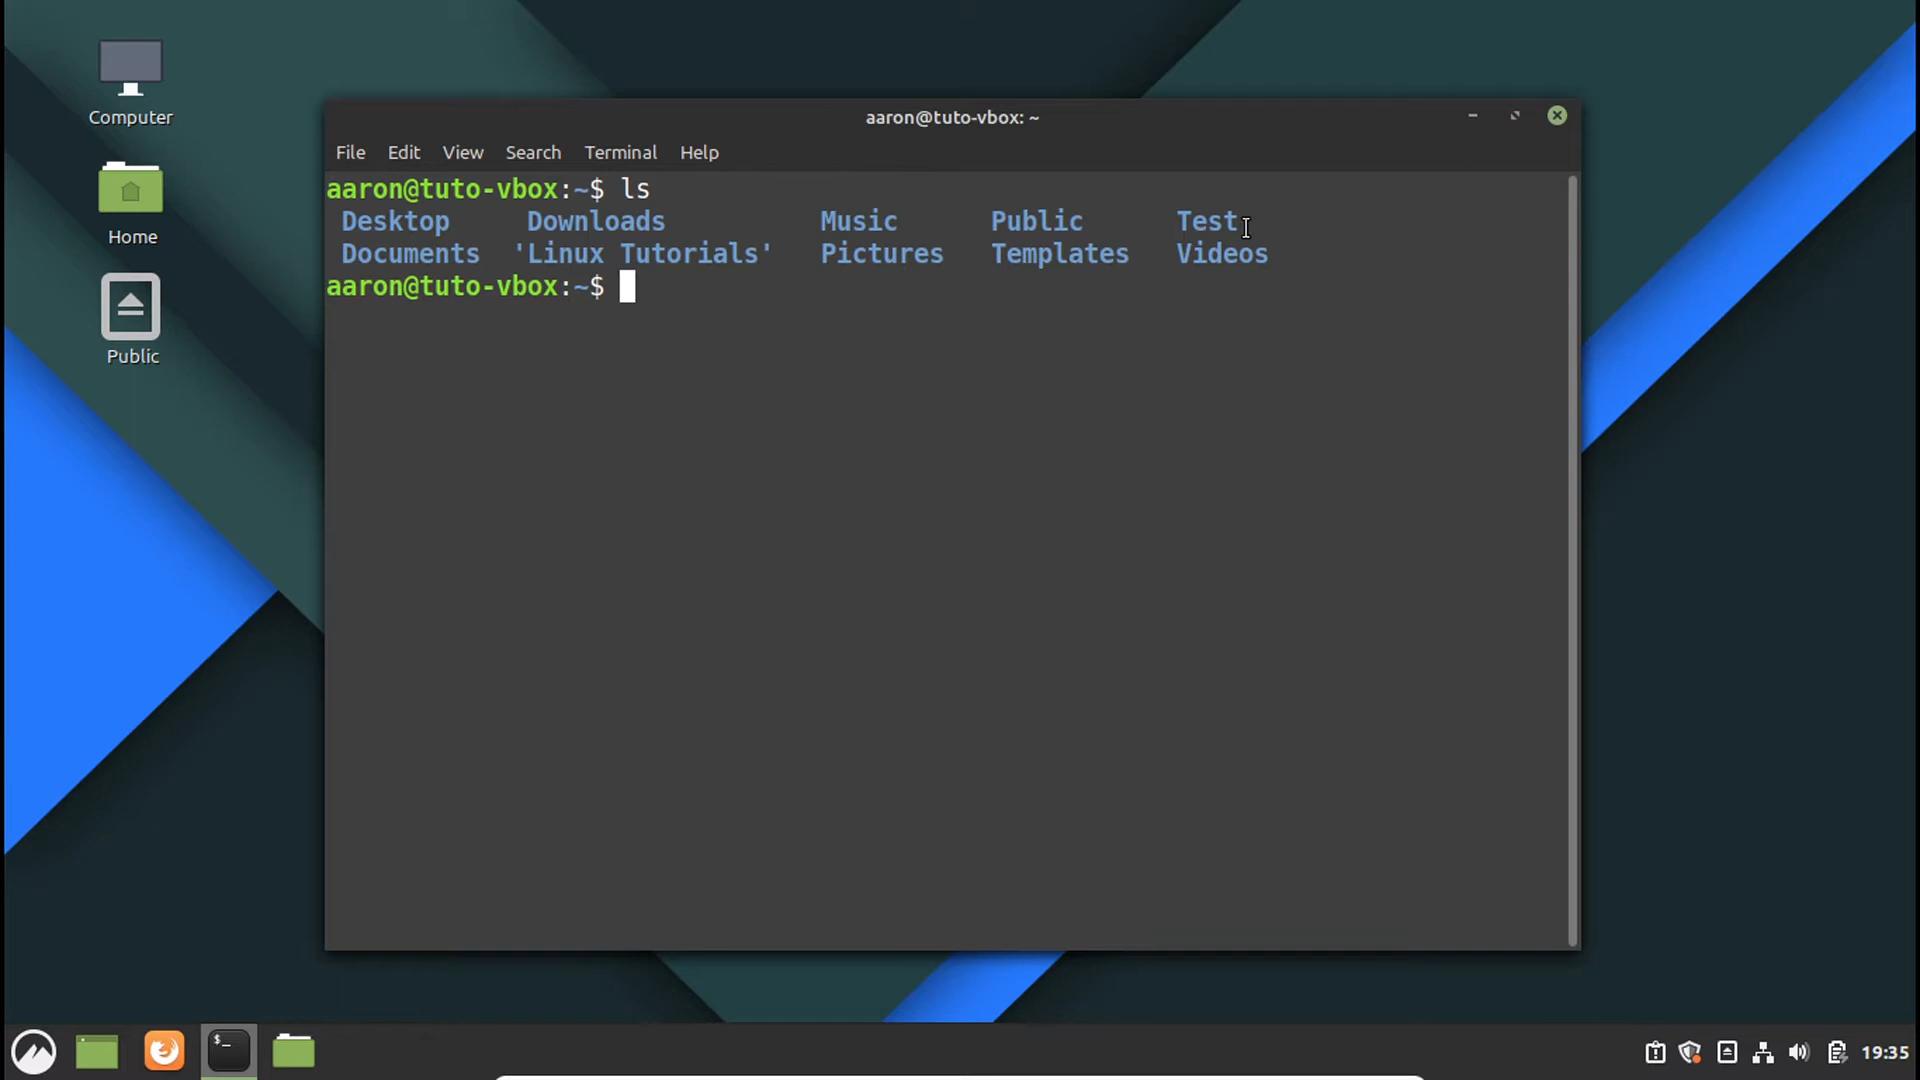 Computer
Home
Public
aaron@tuto-vbox: ~
File Edit View Search Terminal Help
aaron@tuto-vbox:~$ ls
Desktop Downloads Music Public Test
Documents 'Linux Tutorials' Pictures Templates Videos
aaron@tuto-vbox:~$
$_
19:35